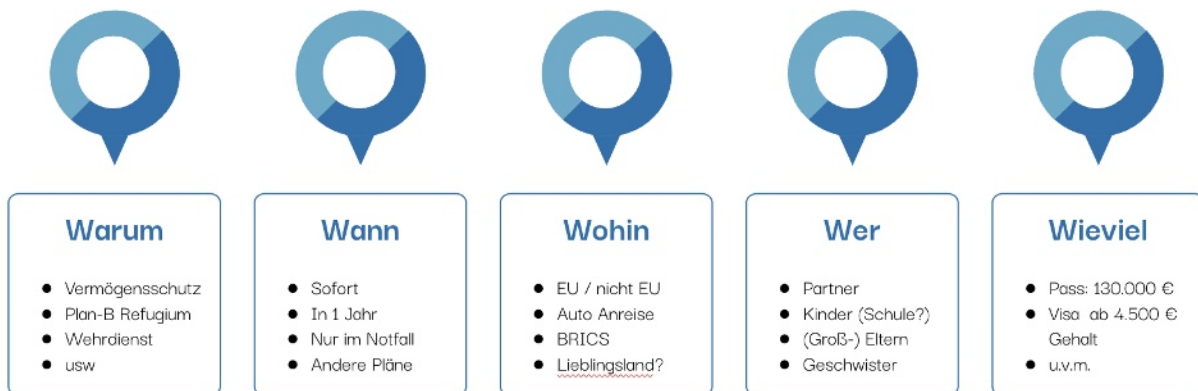 Warum
Vermögensschutz
Plan-B Refugium
Wehrdienst
usw
Wann
Sofort
In 1 Jahr
Nur im Notfall
Andere Pläne
Wohin
EU / nicht EU
Auto Anreise
BRICS
Lieblingsland?
Wer
Partner
Kinder (Schule?)
(Groß-) Eltern
Geschwister
Wieviel
Pass: 130.000 €
Visa ab 4.500 €
Gehalt
u.v.m.